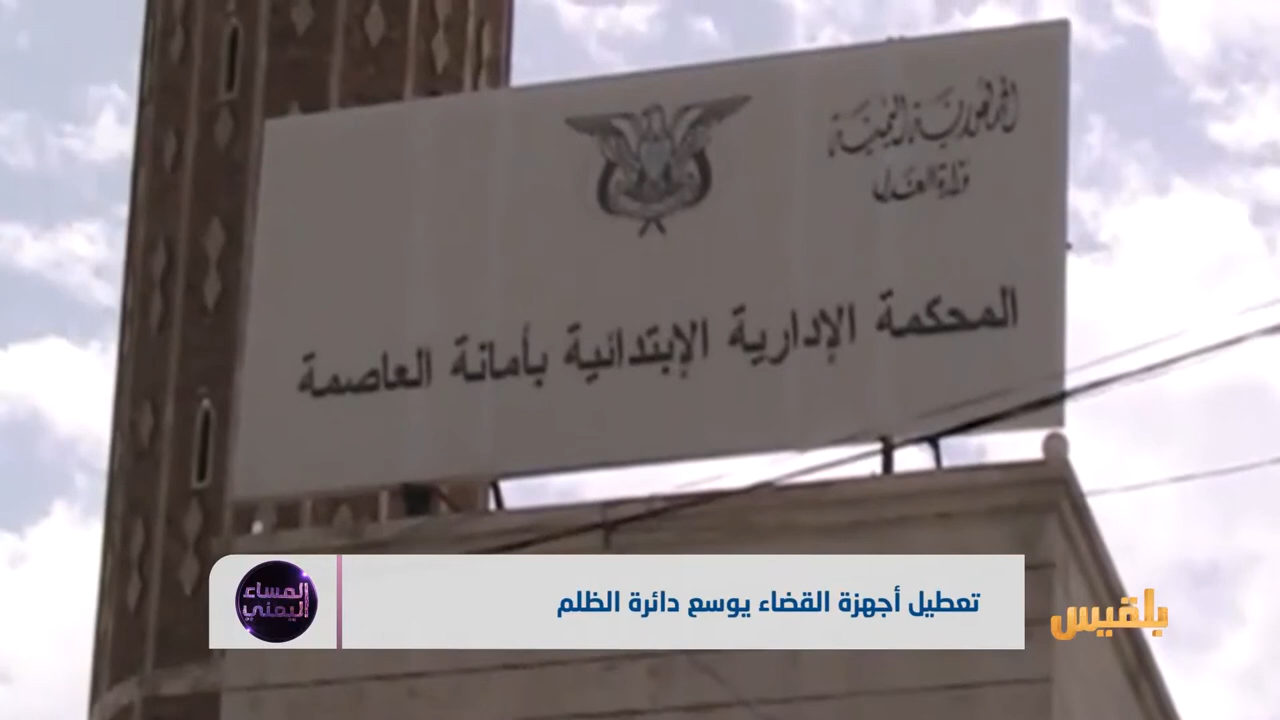 الجمهورية اليمنية
وزارة العدل
المحكمة الإدارية الإبتدائية بأمانة العاصمة
تعطيل أجهزة القضاء يوسع دائرة الظلم
المساء
اليمني
بلقيس